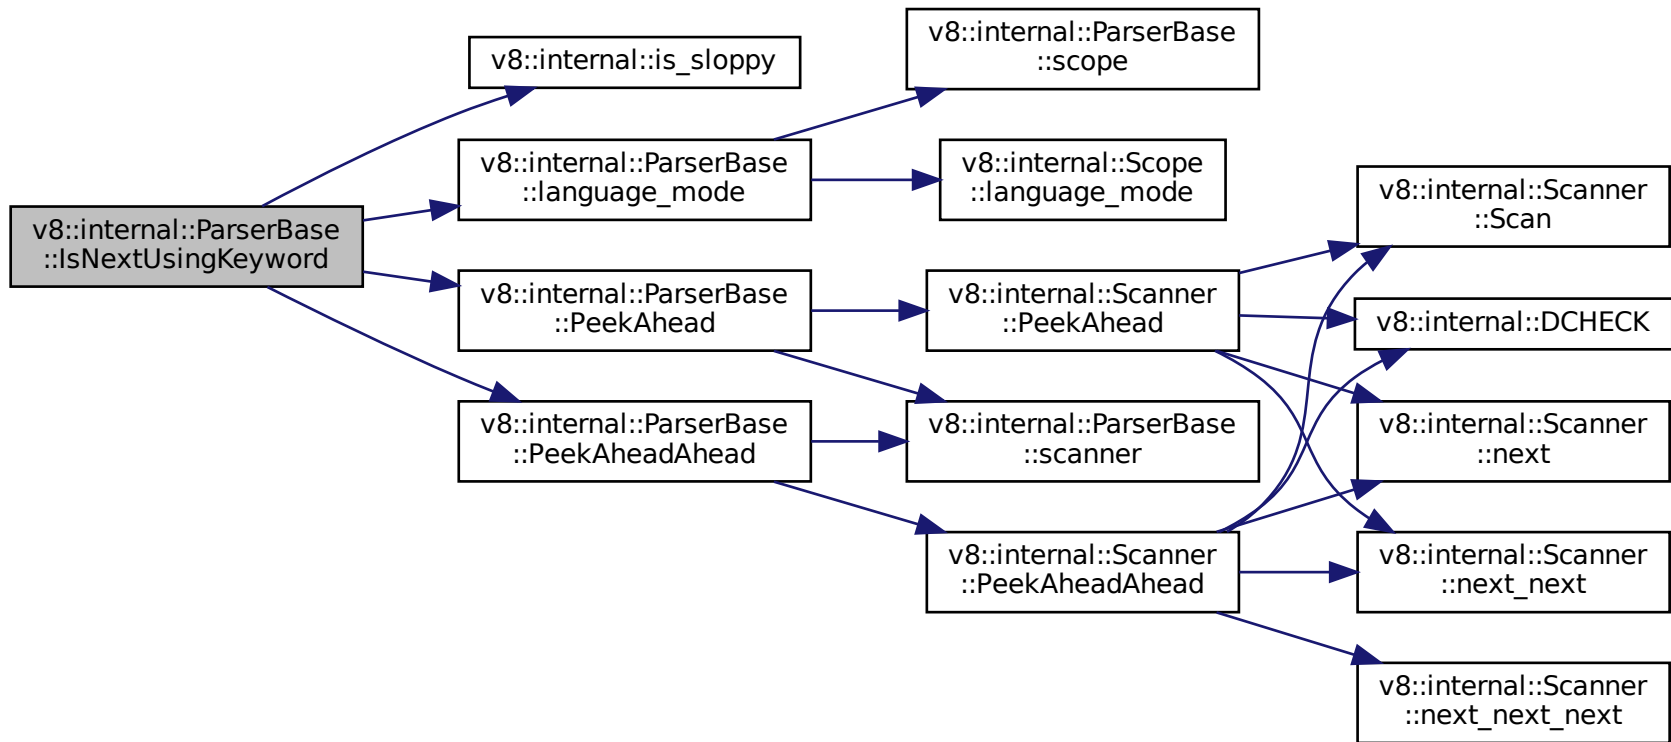 v8::internal::ParserBase
::IsNextUsingKeyword
v8::internal::is_sloppy
v8::internal::ParserBase
::language_mode
v8::internal::ParserBase
::PeekAhead
v8::internal::ParserBase
::PeekAheadAhead
v8::internal::ParserBase
::scope
v8::internal::Scope
::language_mode
v8::internal::Scanner
::PeekAhead
v8::internal::ParserBase
::scanner
v8::internal::Scanner
::PeekAheadAhead
v8::internal::Scanner
::Scan
v8::internal::DCHECK
v8::internal::Scanner
::next
v8::internal::Scanner
::next_next
v8::internal::Scanner
::next_next_next